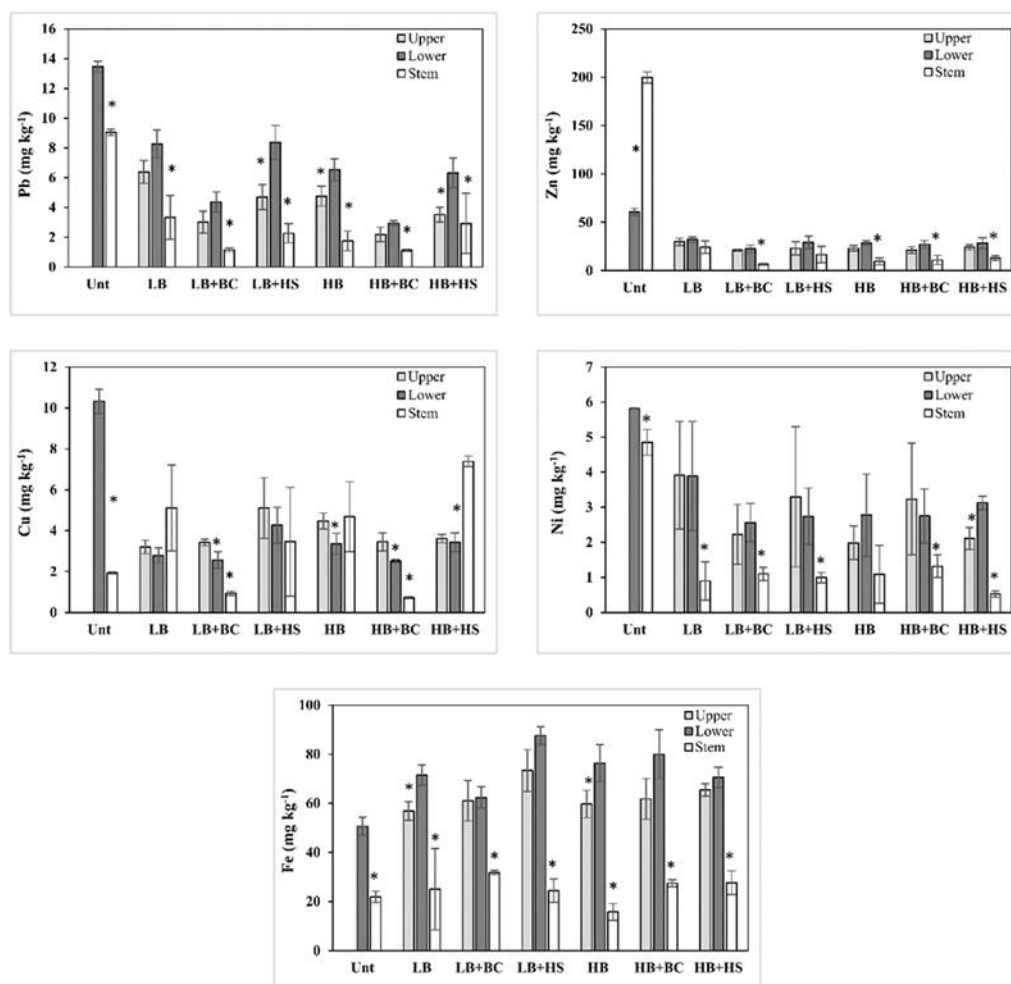 16
14
12
10
8
6
4
2
0
Pb (mg kg⁻¹)
Upper
Lower
Stem
*
*
*
*
*
*
*
*
*
*
Unt LB LB+BC LB+HS HB HB+BC HB+HS
250
200
150
100
50
0
Zn (mg kg⁻¹)
Upper
Lower
Stem
*
*
*
*
*
Unt LB LB+BC LB+HS HB HB+BC HB+HS
12
10
8
6
4
2
0
Cu (mg kg⁻¹)
Upper
Lower
Stem
*
*
*
*
*
*
*
Unt LB LB+BC LB+HS HB HB+BC HB+HS
7
6
5
4
3
2
1
0
Ni (mg kg⁻¹)
Upper
Lower
Stem
*
*
*
*
*
*
*
Unt LB LB+BC LB+HS HB HB+BC HB+HS
100
80
60
40
20
0
Fe (mg kg⁻¹)
Upper
Lower
Stem
*
*
*
*
*
*
*
*
*
Unt LB LB+BC LB+HS HB HB+BC HB+HS